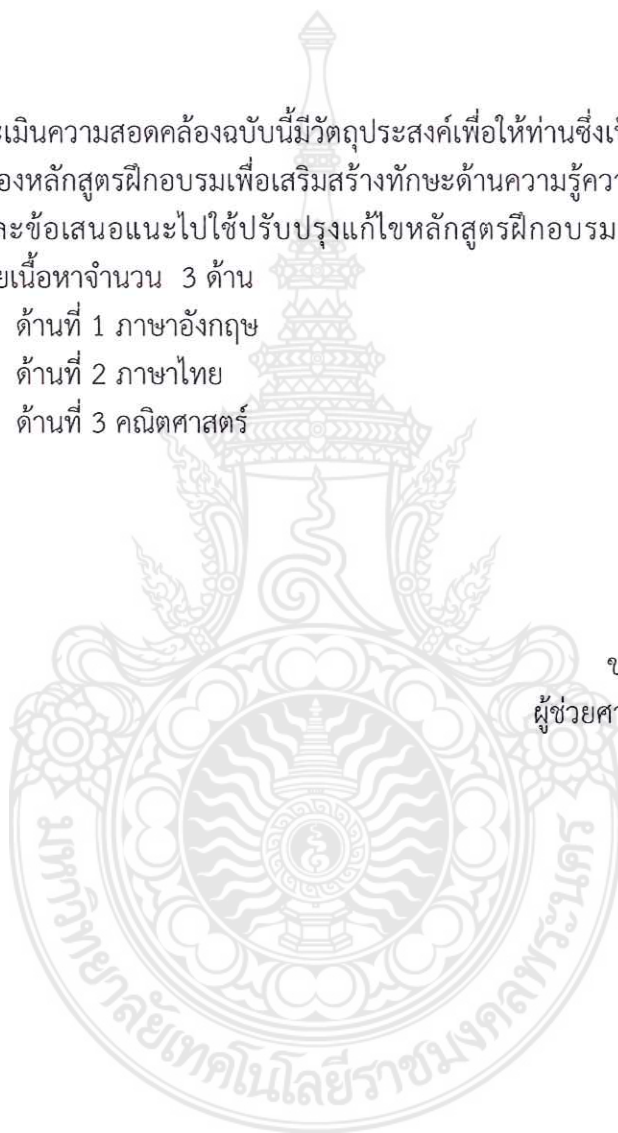 ะเมินความสอดคล้องฉบับนี้มีวัตถุประสงค์เพื่อให้ท่านซึ่งเป
องหลักสูตรฝึกอบรมเพื่อเสริมสร้างทักษะด้านความรู้ควา
ละข้อเสนอแนะไปใช้ปรับปรุงแก้ไขหลักสูตรฝึกอบรม
ยเนื้อหาจำนวน 3 ด้าน
ด้านที่ 1 ภาษาอังกฤษ
ด้านที่ 2 ภาษาไทย
ด้านที่ 3 คณิตศาสตร์
ข
ผู้ช่วยศา
มหาวิทยาลัยเทคโนโลยีราชมงคลพระนคร